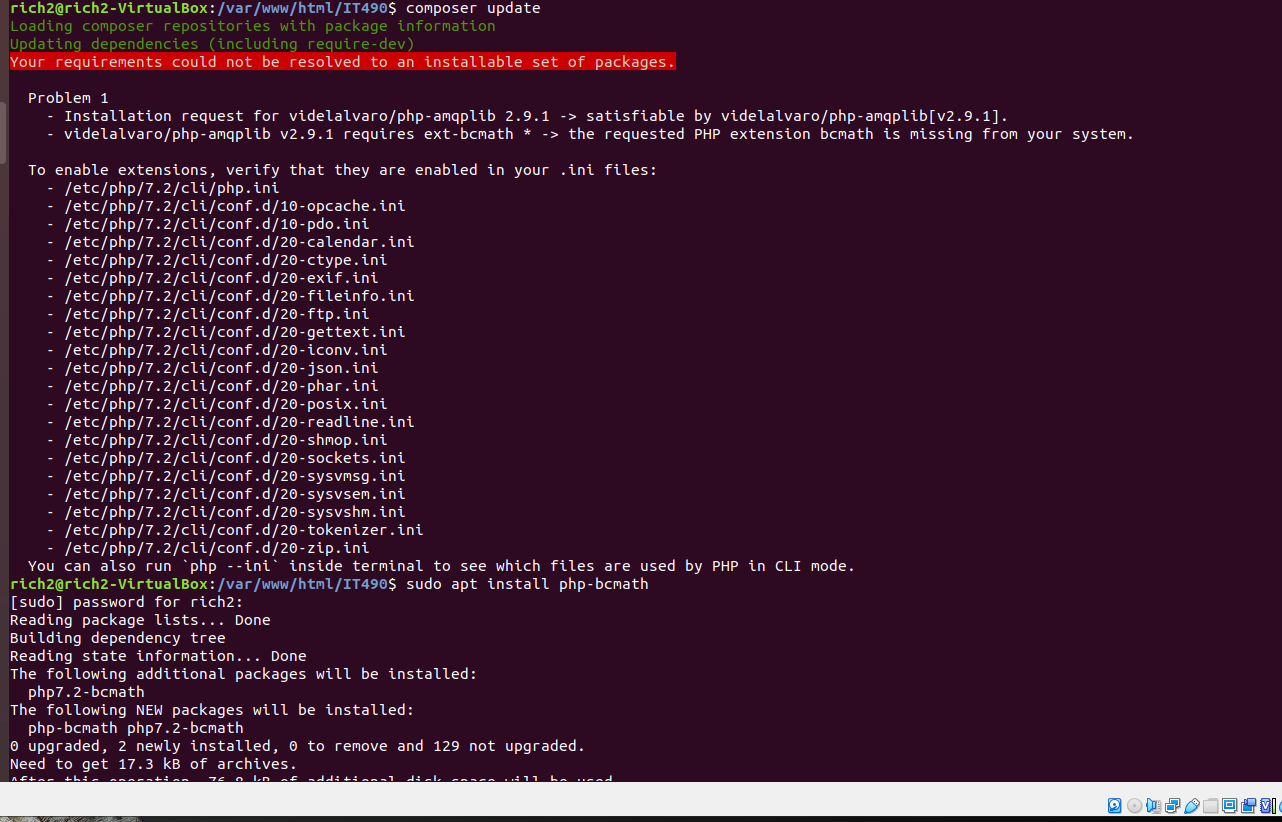 rich2@rich2-VirtualBox:/var/www/html/IT490$ composer update
Loading composer repositories with package information
Updating dependencies (including require-dev)
Your requirements could not be resolved to an installable set of packages.
Problem 1
- Installation request for videlalvaro/php-amqplib 2.9.1 -> satisfiable by videlalvaro/php-amqplib[v2.9.1].
- videlalvaro/php-amqplib v2.9.1 requires ext-bcmath * -> the requested PHP extension bcmath is missing from your system.
To enable extensions, verify that they are enabled in your .ini files:
- /etc/php/7.2/cli/php.ini
- /etc/php/7.2/cli/conf.d/10-opcache.ini
- /etc/php/7.2/cli/conf.d/10-pdo.ini
- /etc/php/7.2/cli/conf.d/20-calendar.ini
- /etc/php/7.2/cli/conf.d/20-ctype.ini
- /etc/php/7.2/cli/conf.d/20-exif.ini
- /etc/php/7.2/cli/conf.d/20-fileinfo.ini
- /etc/php/7.2/cli/conf.d/20-ftp.ini
- /etc/php/7.2/cli/conf.d/20-gettext.ini
- /etc/php/7.2/cli/conf.d/20-iconv.ini
- /etc/php/7.2/cli/conf.d/20-json.ini
- /etc/php/7.2/cli/conf.d/20-phar.ini
- /etc/php/7.2/cli/conf.d/20-posix.ini
- /etc/php/7.2/cli/conf.d/20-readline.ini
- /etc/php/7.2/cli/conf.d/20-shmop.ini
- /etc/php/7.2/cli/conf.d/20-sockets.ini
- /etc/php/7.2/cli/conf.d/20-sysvmsg.ini
- /etc/php/7.2/cli/conf.d/20-sysvsem.ini
- /etc/php/7.2/cli/conf.d/20-sysvshm.ini
- /etc/php/7.2/cli/conf.d/20-tokenizer.ini
- /etc/php/7.2/cli/conf.d/20-zip.ini
You can also run `php --ini` inside terminal to see which files are used by PHP in CLI mode.
rich2@rich2-VirtualBox:/var/www/html/IT490$ sudo apt install php-bcmath
[sudo] password for rich2:
Reading package lists... Done
Building dependency tree
Reading state information... Done
The following additional packages will be installed:
php7.2-bcmath
The following NEW packages will be installed:
php-bcmath php7.2-bcmath
0 upgraded, 2 newly installed, 0 to remove and 129 not upgraded.
Need to get 17.3 kB of archives.
After this operation, 76.8 kB of additional disk space will be used.